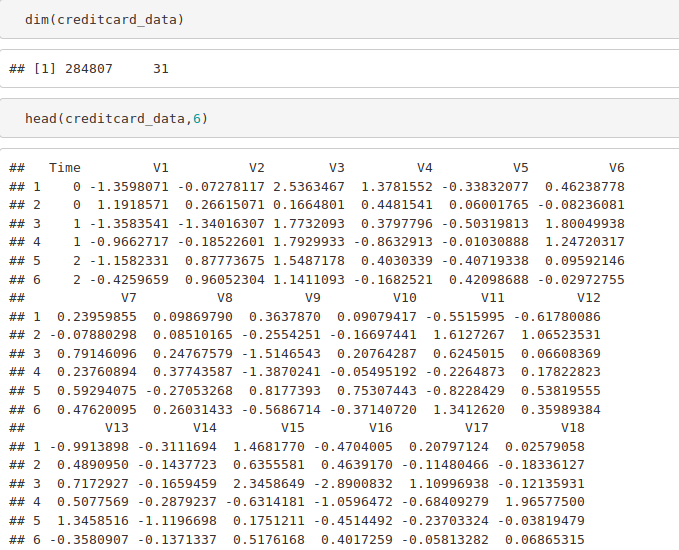 dim(creditcard_data)
## [1] 284807     31
head(creditcard_data,6)
##   Time         V1          V2        V3         V4          V5          V6
## 1    0 -1.3598071 -0.07278117 2.5363467  1.3781552 -0.33832077  0.46238778
## 2    0  1.1918571  0.26615071 0.1664801  0.4481541  0.06001765 -0.08236081
## 3    1 -1.3583541 -1.34016307 1.7732093  0.3797796 -0.50319813  1.80049938
## 4    1 -0.9662717 -0.18522601 1.7929933 -0.8632913 -0.01030888  1.24720317
## 5    2 -1.1582331  0.87773675 1.5487178  0.4030339 -0.40719338  0.09592146
## 6    2 -0.4259659  0.96052304 1.1411093 -0.1682521  0.42098688 -0.02972755
##            V7          V8         V9         V10        V11         V12
## 1  0.23959855  0.09869790  0.3637870  0.09079417 -0.5515995 -0.61780086
## 2 -0.07880298  0.08510165 -0.2554251 -0.16697441  1.6127267  1.06523531
## 3  0.79146096  0.24767579 -1.5146543  0.20764287  0.6245015  0.06608369
## 4  0.23760894  0.37743587 -1.3870241 -0.05495192 -0.2264873  0.17822823
## 5  0.59294075 -0.27053268  0.8177393  0.75307443 -0.8228429  0.53819555
## 6  0.47620095  0.26031433 -0.5686714 -0.37140720  1.3412620  0.35989384
##          V13        V14        V15        V16         V17         V18
## 1 -0.9913898 -0.3111694  1.4681770 -0.4704005  0.20797124  0.02579058
## 2  0.4890950 -0.1437723  0.6355581  0.4639170 -0.11480466 -0.18336127
## 3  0.7172927 -0.1659459  2.3458649 -2.8900832  1.10996938 -0.12135931
## 4  0.5077569 -0.2879237 -0.6314181 -1.0596472 -0.68409279  1.96577500
## 5  1.3458516 -1.1196698  0.1751211 -0.4514492 -0.23703324 -0.03819479
## 6 -0.3580907 -0.1371337  0.5176168  0.4017259 -0.05813282  0.06865315